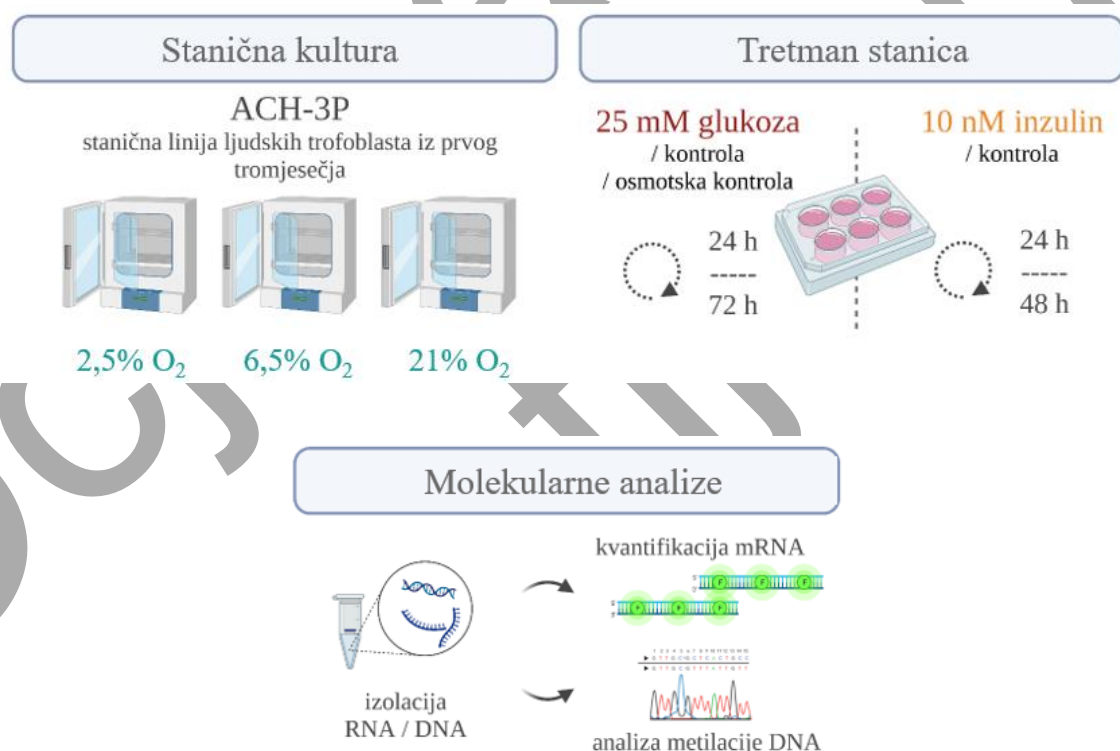 Stanična kultura
ACH-3P
stanična linija ljudskih trofoblasta iz prvog
tromjesečja
2,5% O₂
6,5% O₂
21% O₂
Tretman stanica
25 mM glukoza
/ kontrola
/ osmotska kontrola
24 h
-----
72 h
10 nM inzulin
/ kontrola
24 h
-----
48 h
Molekularne analize
izolacija
RNA / DNA
kvantifikacija mRNA
F F F
F F F
analiza metilacije DNA